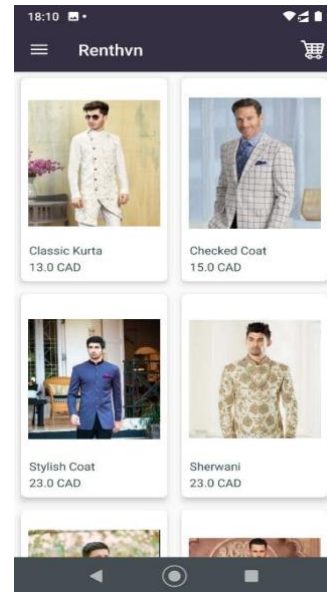 18:10
Renthvn
Classic Kurta
13.0 CAD
Checked Coat
15.0 CAD
Stylish Coat
23.0 CAD
Sherwani
23.0 CAD